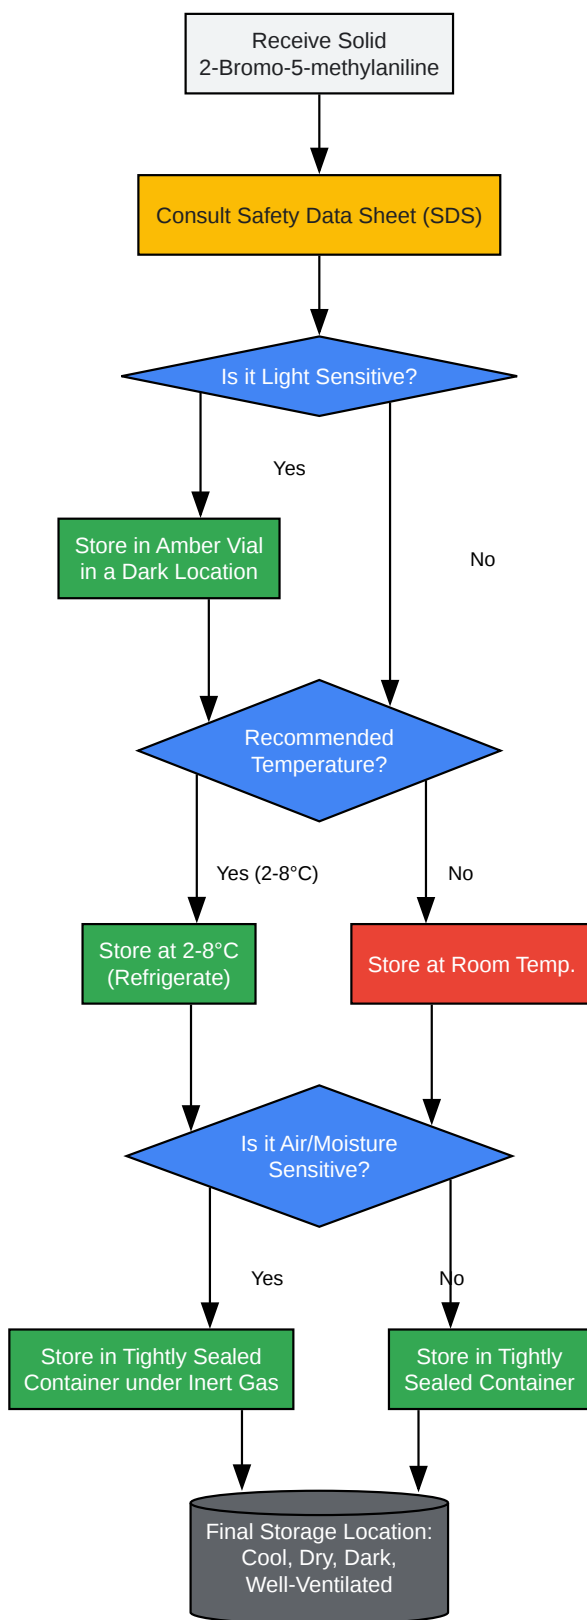 Receive Solid
2-Bromo-5-methylaniline
Consult Safety Data Sheet (SDS)
Is it Light Sensitive?
Yes
Store in Amber Vial
in a Dark Location
No
Recommended
Temperature?
Yes (2-8°C)
No
Store at 2-8°C
(Refrigerate)
Store at Room Temp.
Is it Air/Moisture
Sensitive?
Yes
No
Store in Tightly Sealed
Container under Inert Gas
Store in Tightly
Sealed Container
Final Storage Location:
Cool, Dry, Dark,
Well-Ventilated